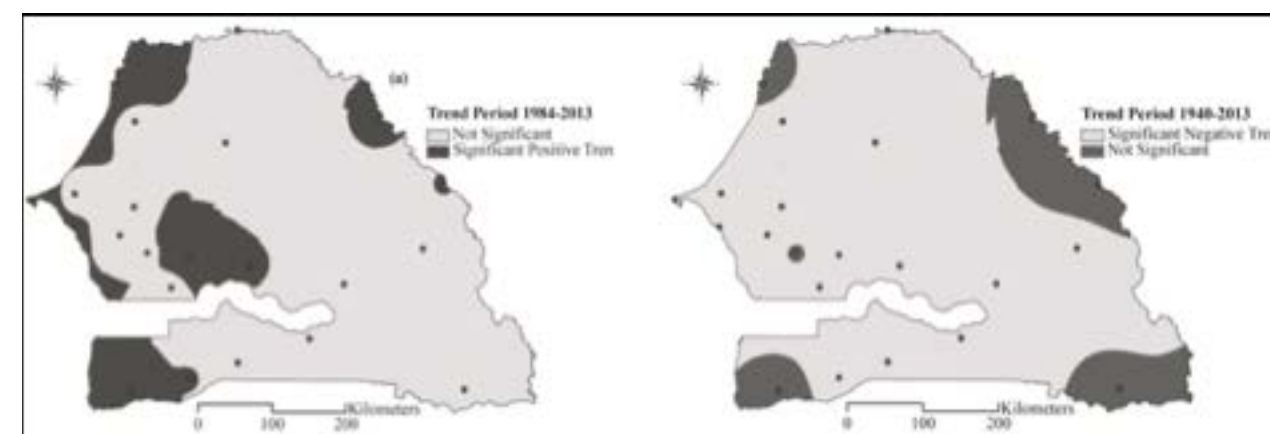 (a)
Trend Period 1984-2013
Not Significant
Significant Positive Tren
Kilometers
0 100 200
Trend Period 1940-2013
Significant Negative Tre
Not Significant
Kilometers
0 100 200